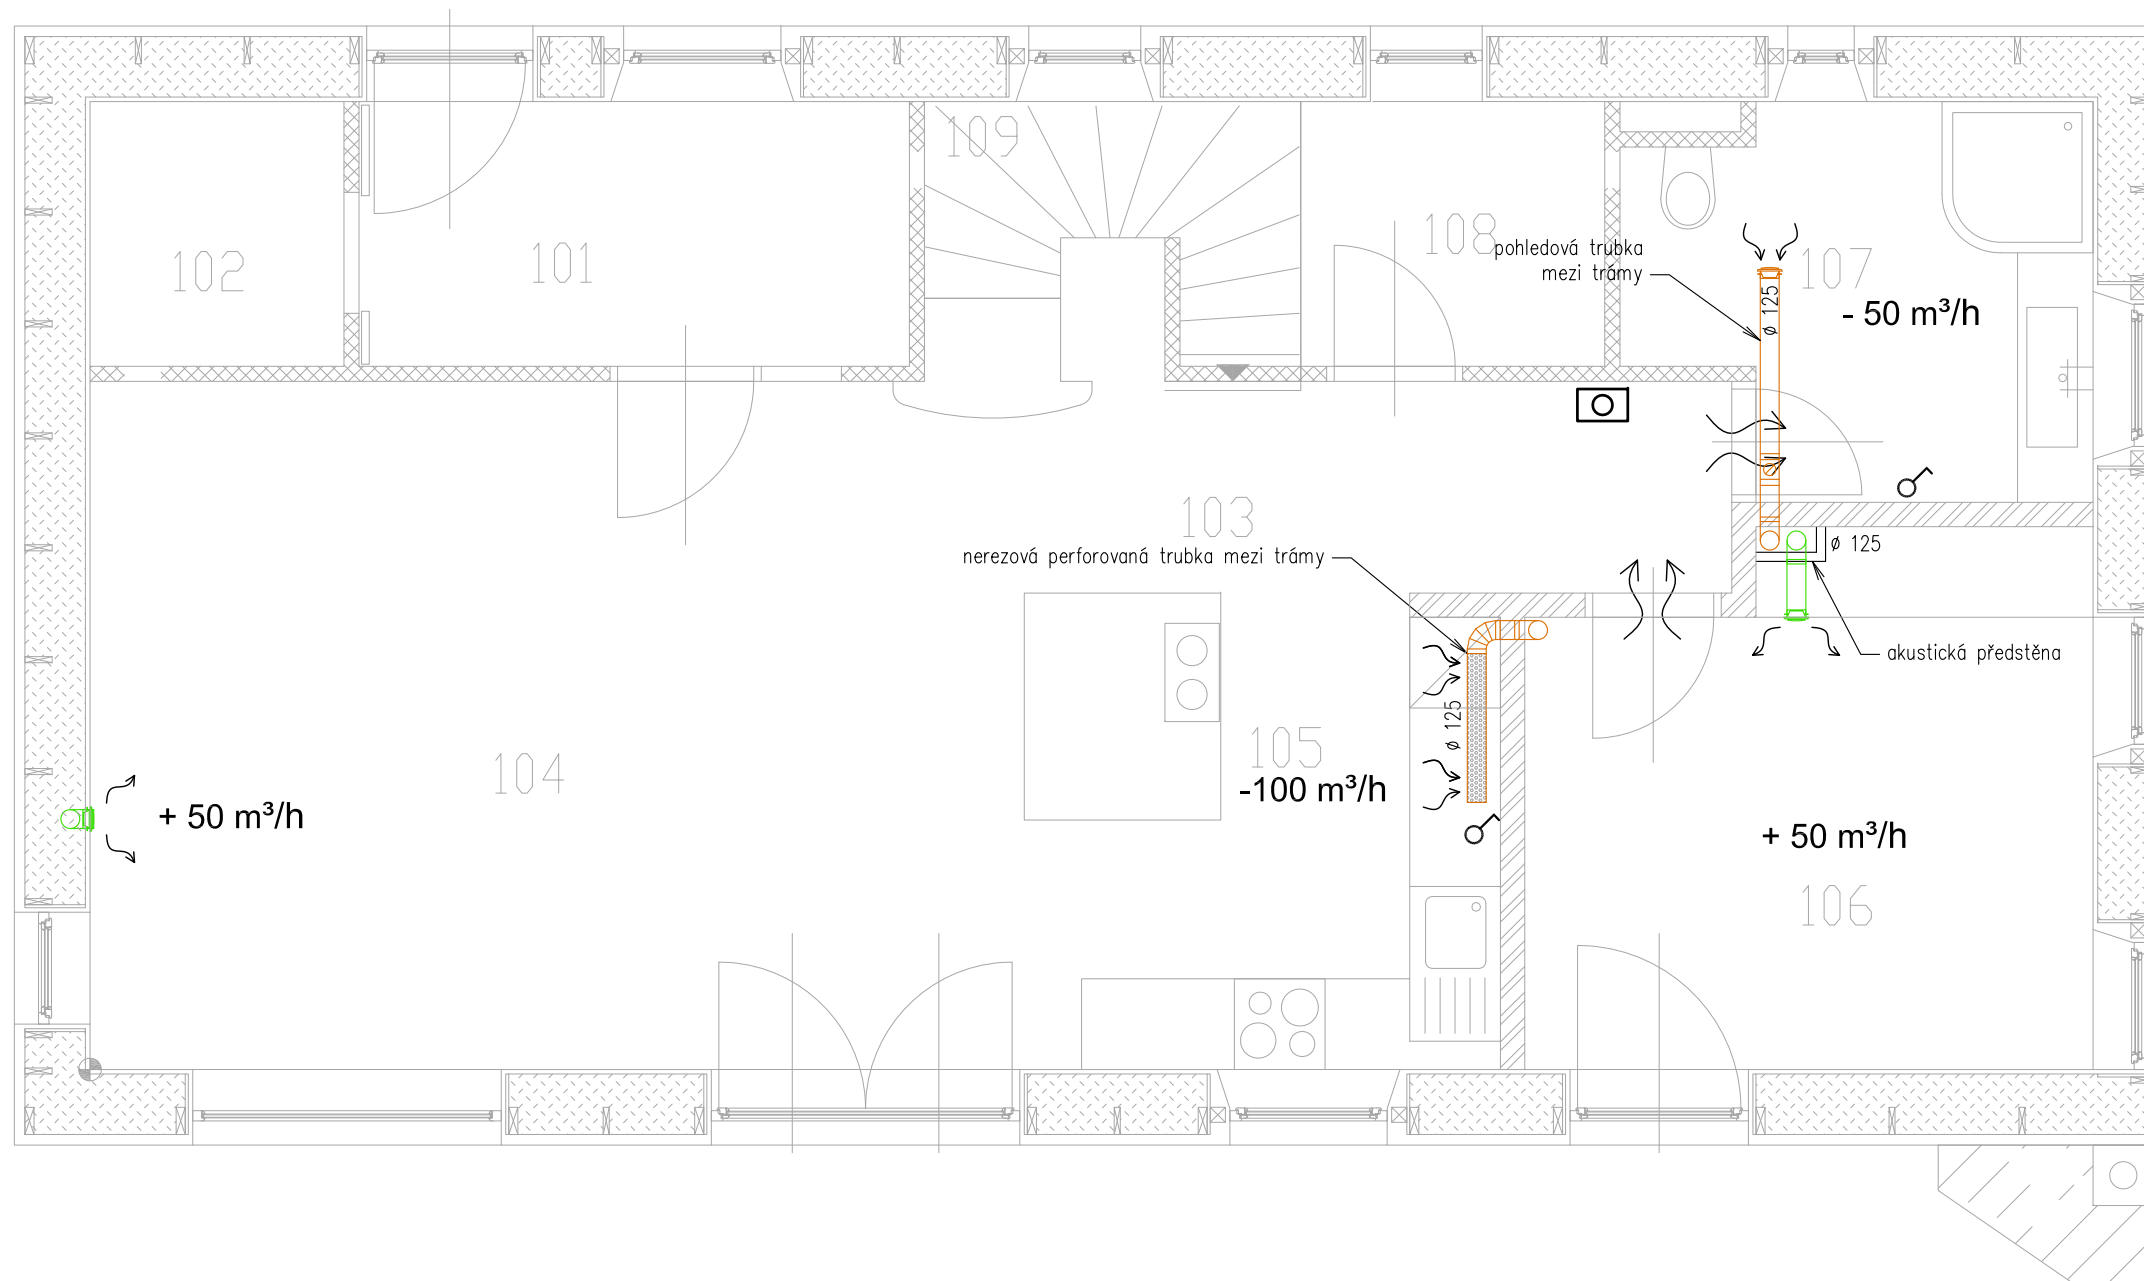 109
108
102
101
pohledová trubka
mezi trámy
ø 125
107
- 50 m³/h
103
nerezová perforovaná trubka mezi trámy
ø 125
akustická předstěna
ø 125
104
105
-100 m³/h
+ 50 m³/h
+ 50 m³/h
106